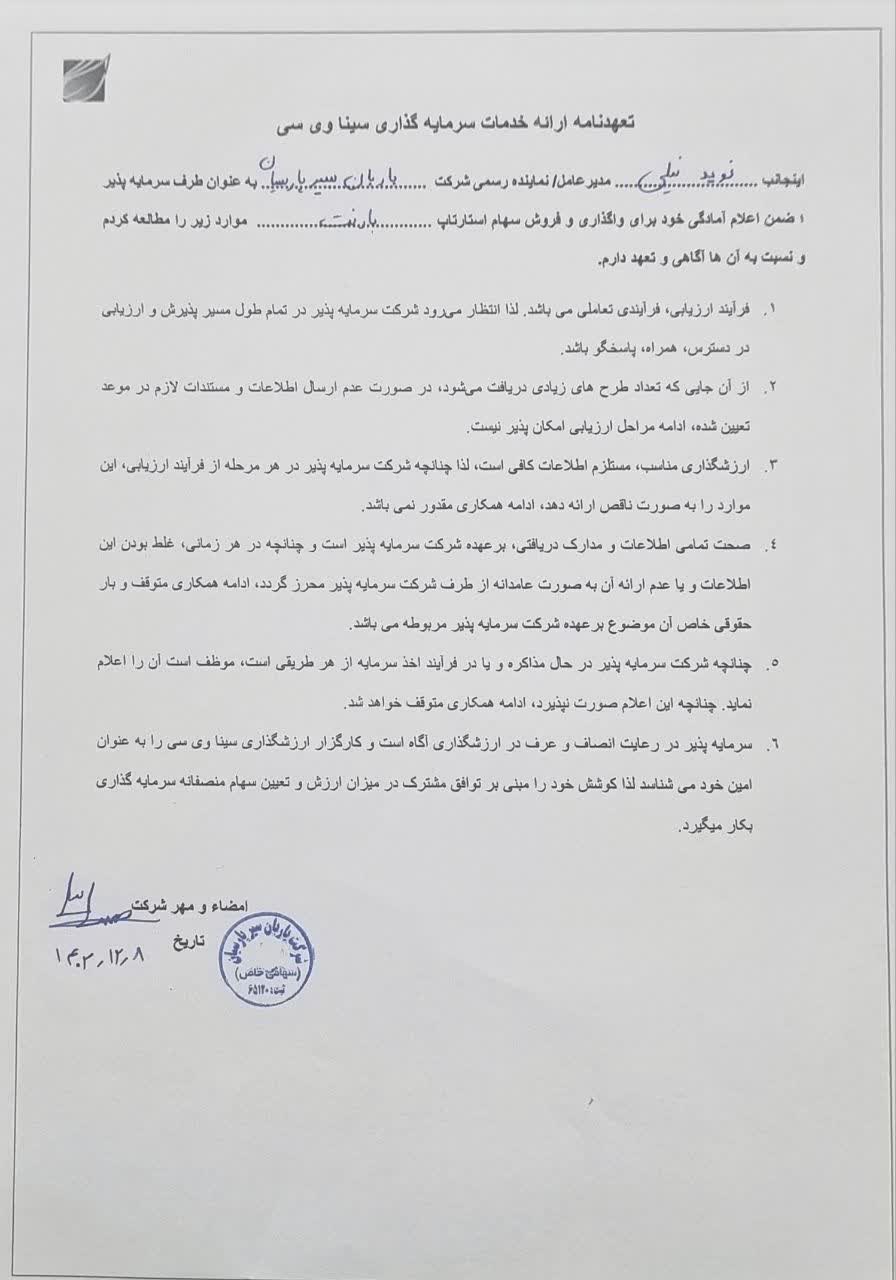 تعهدنامه ارائه خدمات سرمایه گذاری سینا وی سی
اینجانب ......نوید نیلی...... مدیرعامل/ نماینده رسمی شرکت ......یاریان سیر پارسیان...... به عنوان طرف سرمایه پذیر
، ضمن اعلام آمادگی خود برای واگذاری و فروش سهام استارتاپ ......بارنت...... موارد زیر را مطالعه کردم
و نسبت به آن ها آگاهی و تعهد دارم.
۱. فرآیند ارزیابی، فرآیندی تعاملی می باشد. لذا انتظار می‌رود شرکت سرمایه پذیر در تمام طول مسیر پذیرش و ارزیابی
در دسترس، همراه، پاسخگو باشد.
۲. از آن جایی که تعداد طرح های زیادی دریافت می‌شود، در صورت عدم ارسال اطلاعات و مستندات لازم در موعد
تعیین شده، ادامه مراحل ارزیابی امکان پذیر نیست.
۳. ارزشگذاری مناسب، مستلزم اطلاعات کافی است، لذا چنانچه شرکت سرمایه پذیر در هر مرحله از فرآیند ارزیابی، این
موارد را به صورت ناقص ارائه دهد، ادامه همکاری مقدور نمی باشد.
٤. صحت تمامی اطلاعات و مدارک دریافتی، برعهده شرکت سرمایه پذیر است و چنانچه در هر زمانی، غلط بودن این
اطلاعات و یا عدم ارائه آن به صورت عامدانه از طرف شرکت سرمایه پذیر محرز گردد، ادامه همکاری متوقف و بار
حقوقی خاص آن موضوع برعهده شرکت سرمایه پذیر مربوطه می باشد.
٥. چنانچه شرکت سرمایه پذیر در حال مذاکره و یا در فرآیند اخذ سرمایه از هر طریقی است، موظف است آن را اعلام
نماید. چنانچه این اعلام صورت نپذیرد، ادامه همکاری متوقف خواهد شد.
٦. سرمایه پذیر در رعایت انصاف و عرف در ارزشگذاری آگاه است و کارگزار ارزشگذاری سینا وی سی را به عنوان
امین خود می شناسد لذا کوشش خود را مبنی بر توافق مشترک در میزان ارزش و تعیین سهام منصفانه سرمایه گذاری
بکار میگیرد.
امضاء و مهر شرکت
تاریخ
۱۴۰۲,۱۲,۸
شرکت یاریان سیر پارسیان
(سهامی خاص)
ثبت: ۶۵۱۲۰